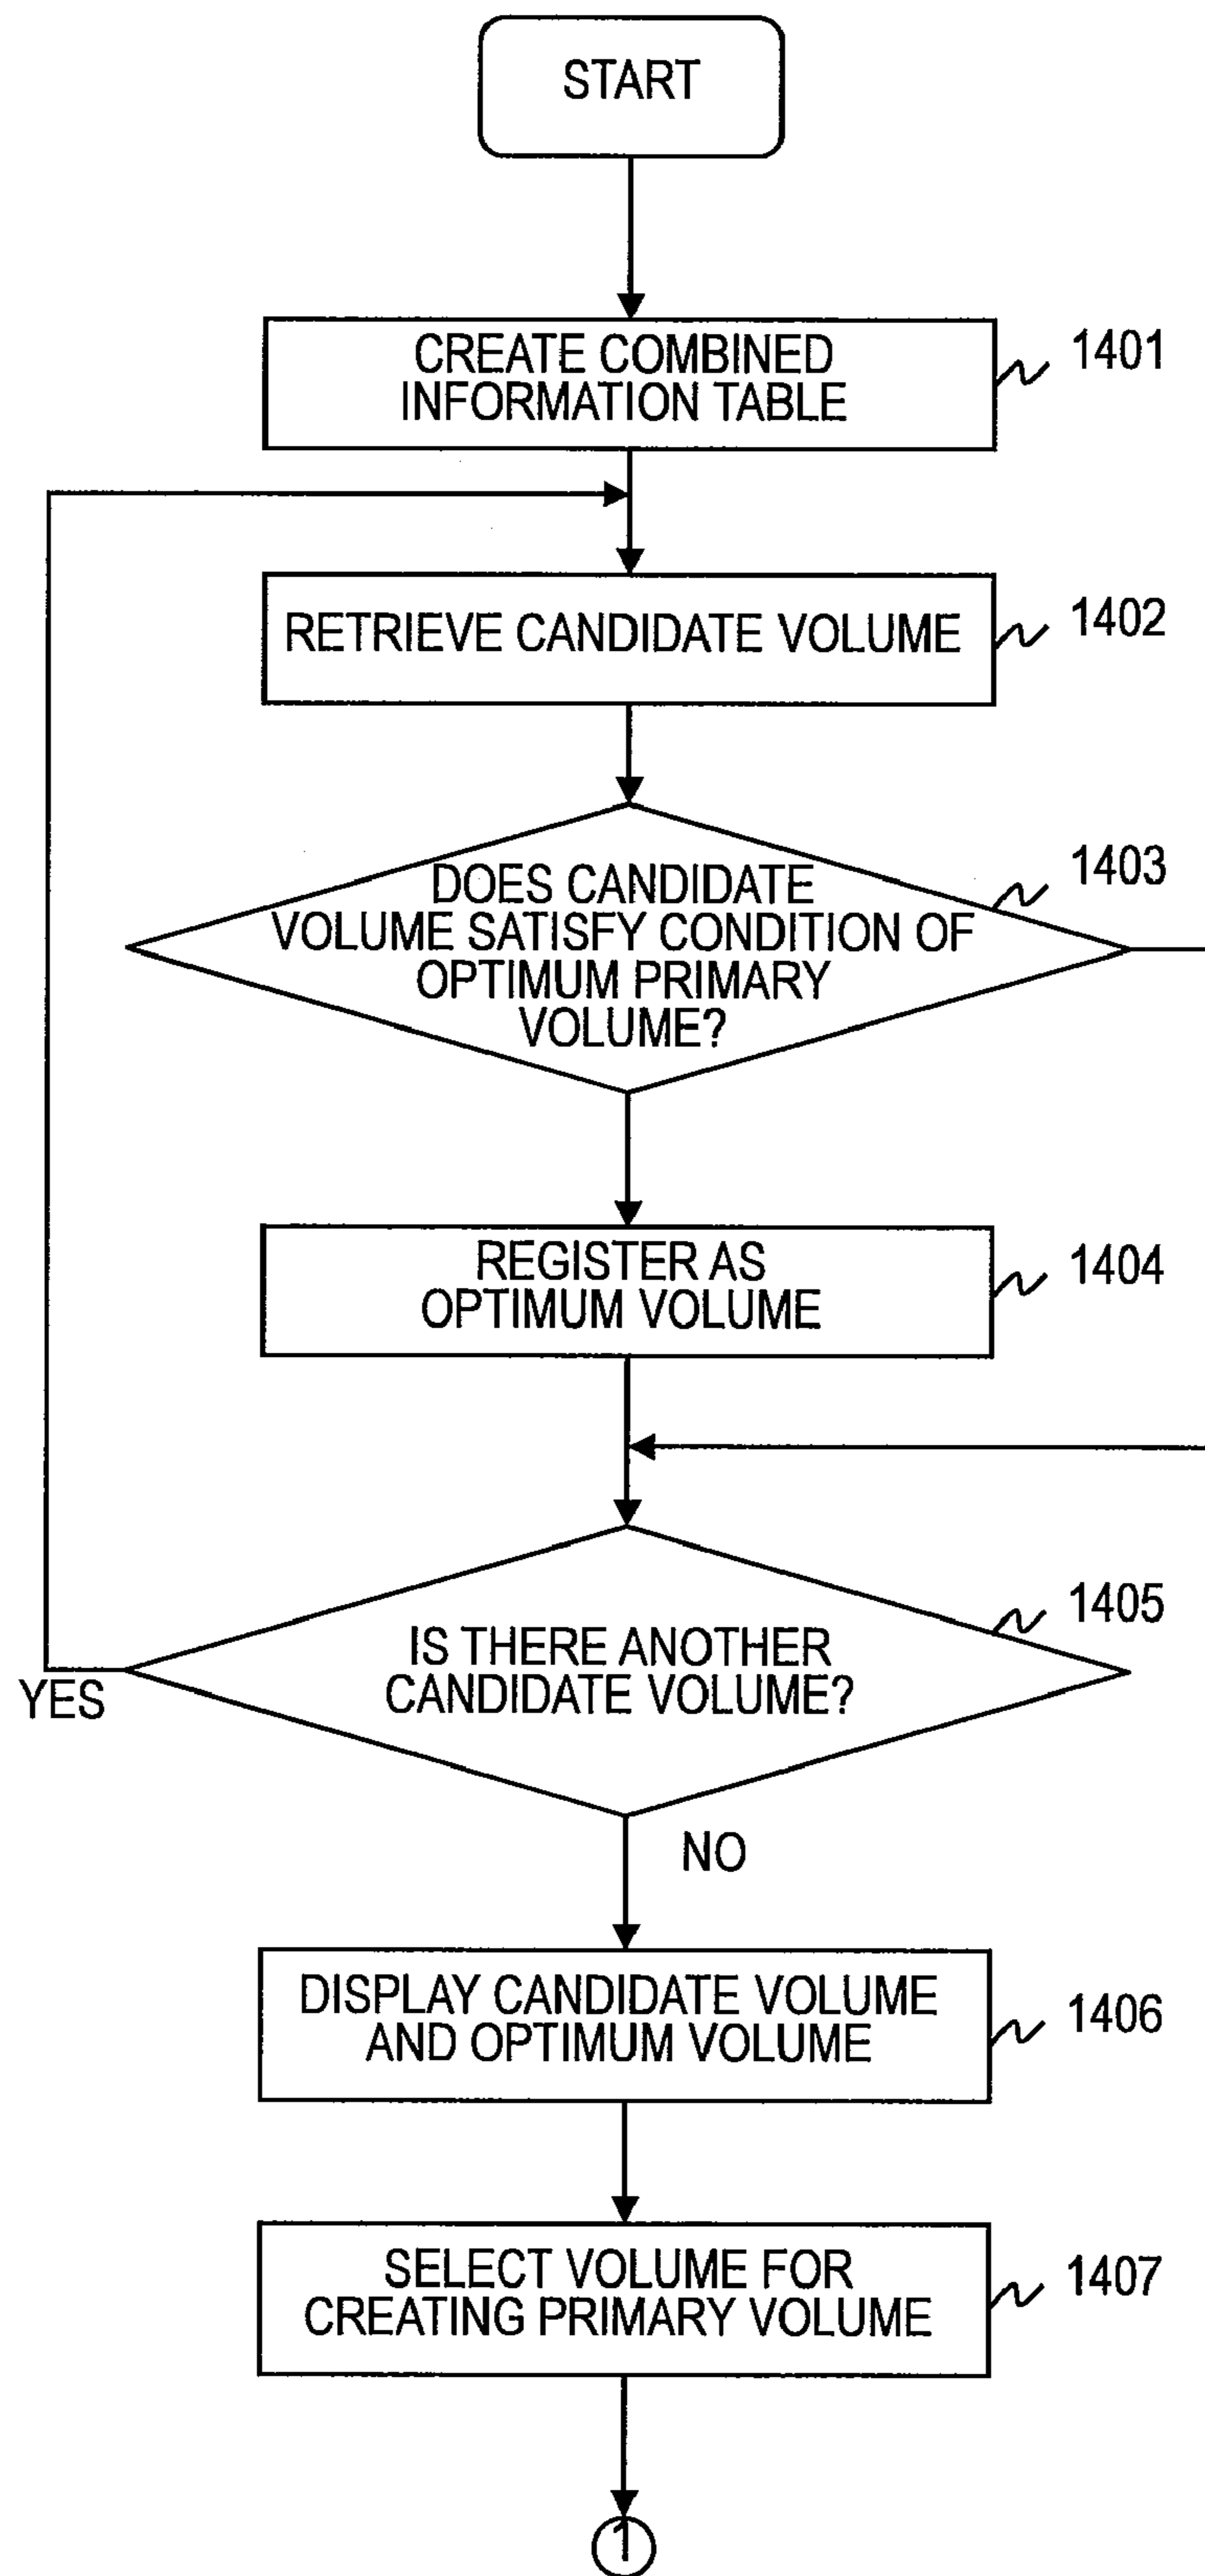 START
CREATE COMBINED
INFORMATION TABLE
1401
RETRIEVE CANDIDATE VOLUME
1402
DOES CANDIDATE
VOLUME SATISFY CONDITION OF
OPTIMUM PRIMARY
VOLUME?
1403
REGISTER AS
OPTIMUM VOLUME
1404
IS THERE ANOTHER
CANDIDATE VOLUME?
1405
YES
NO
DISPLAY CANDIDATE VOLUME
AND OPTIMUM VOLUME
1406
SELECT VOLUME FOR
CREATING PRIMARY VOLUME
1407
1